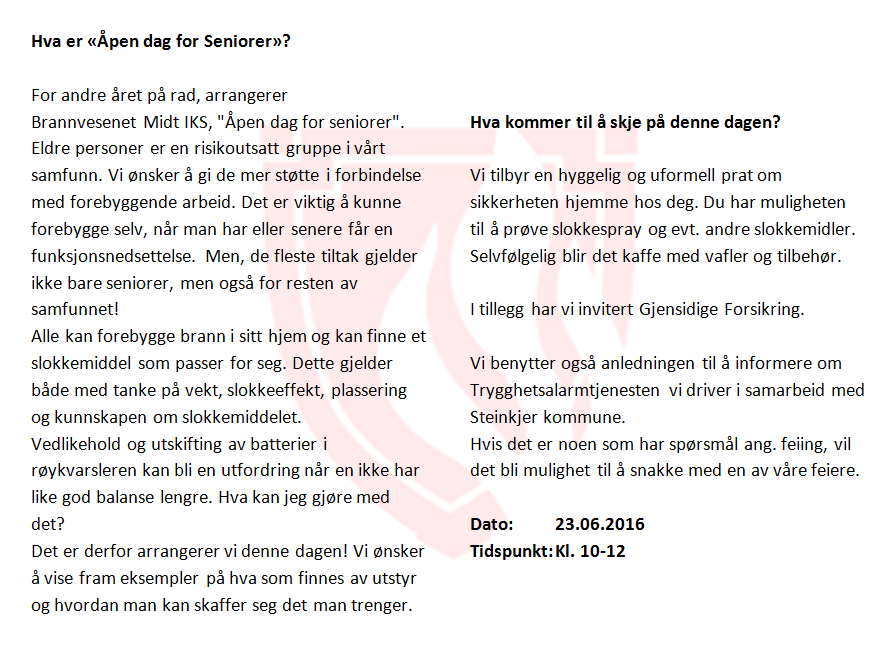 Hva er «Åpen dag for Seniorer»?
For andre året på rad, arrangerer
Brannvesenet Midt IKS, "Åpen dag for seniorer".
Eldre personer er en risikoutsatt gruppe i vårt
samfunn. Vi ønsker å gi de mer støtte i forbindelse
med forebyggende arbeid. Det er viktig å kunne
forebygge selv, når man har eller senere får en
funksjonsnedsettelse. Men, de fleste tiltak gjelder
ikke bare seniorer, men også for resten av
samfunnet!
Alle kan forebygge brann i sitt hjem og kan finne et
slokkemiddel som passer for seg. Dette gjelder
både med tanke på vekt, slokkeeffekt, plassering
og kunnskapen om slokkemiddelet.
Vedlikehold og utskifting av batterier i
røykvarsleren kan bli en utfordring når en ikke har
like god balanse lengre. Hva kan jeg gjøre med
det?
Det er derfor arrangerer vi denne dagen! Vi ønsker
å vise fram eksempler på hva som finnes av utstyr
og hvordan man kan skaffer seg det man trenger.
Hva kommer til å skje på denne dagen?
Vi tilbyr en hyggelig og uformell prat om
sikkerheten hjemme hos deg. Du har muligheten
til å prøve slokkespray og evt. andre slokkemidler.
Selvfølgelig blir det kaffe med vafler og tilbehør.
I tillegg har vi invitert Gjensidige Forsikring.
Vi benytter også anledningen til å informere om
Trygghetsalarmtjenesten vi driver i samarbeid med
Steinkjer kommune.
Hvis det er noen som har spørsmål ang. feiing, vil
det bli mulighet til å snakke med en av våre feiere.
Dato: 23.06.2016
Tidspunkt: Kl. 10-12